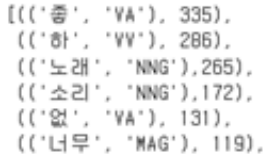 [(('좋', 'VA'), 335),
(('하', 'VV'), 286),
(('노래', 'NNG'),265),
(('소리', 'NNG'),172),
(('없', 'VA'), 131),
(('너무', 'MAG'), 119),